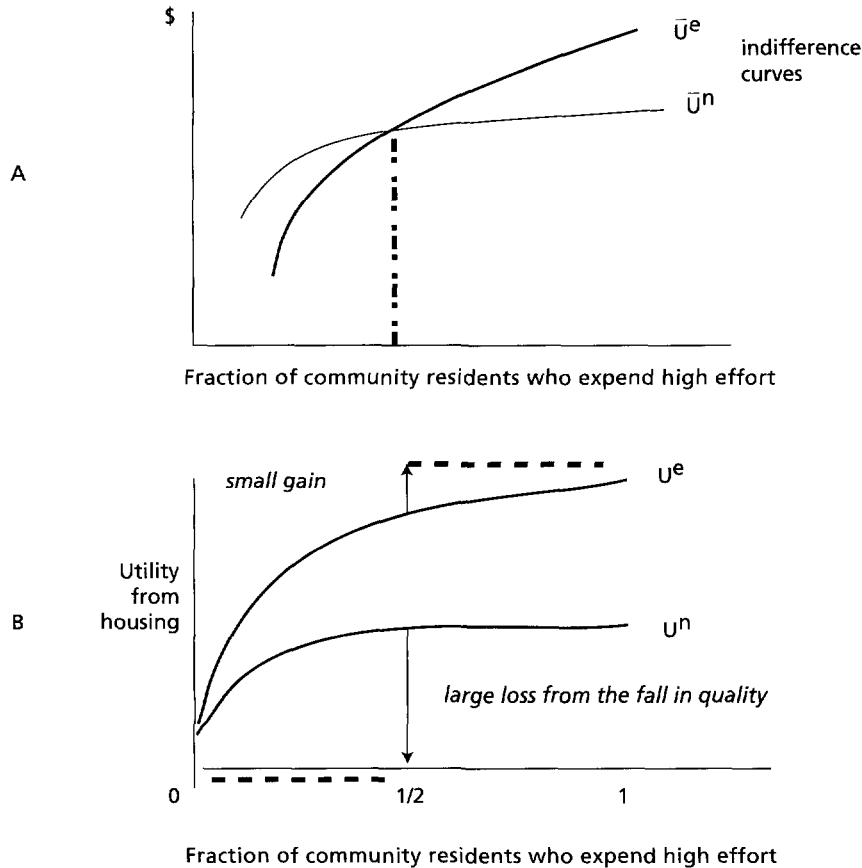 $
Ū^e
indifference
curves
Ū^n
A
Fraction of community residents who expend high effort
small gain
U^e
Utility
from
housing
B
U^n
large loss from the fall in quality
0
1/2
1
Fraction of community residents who expend high effort